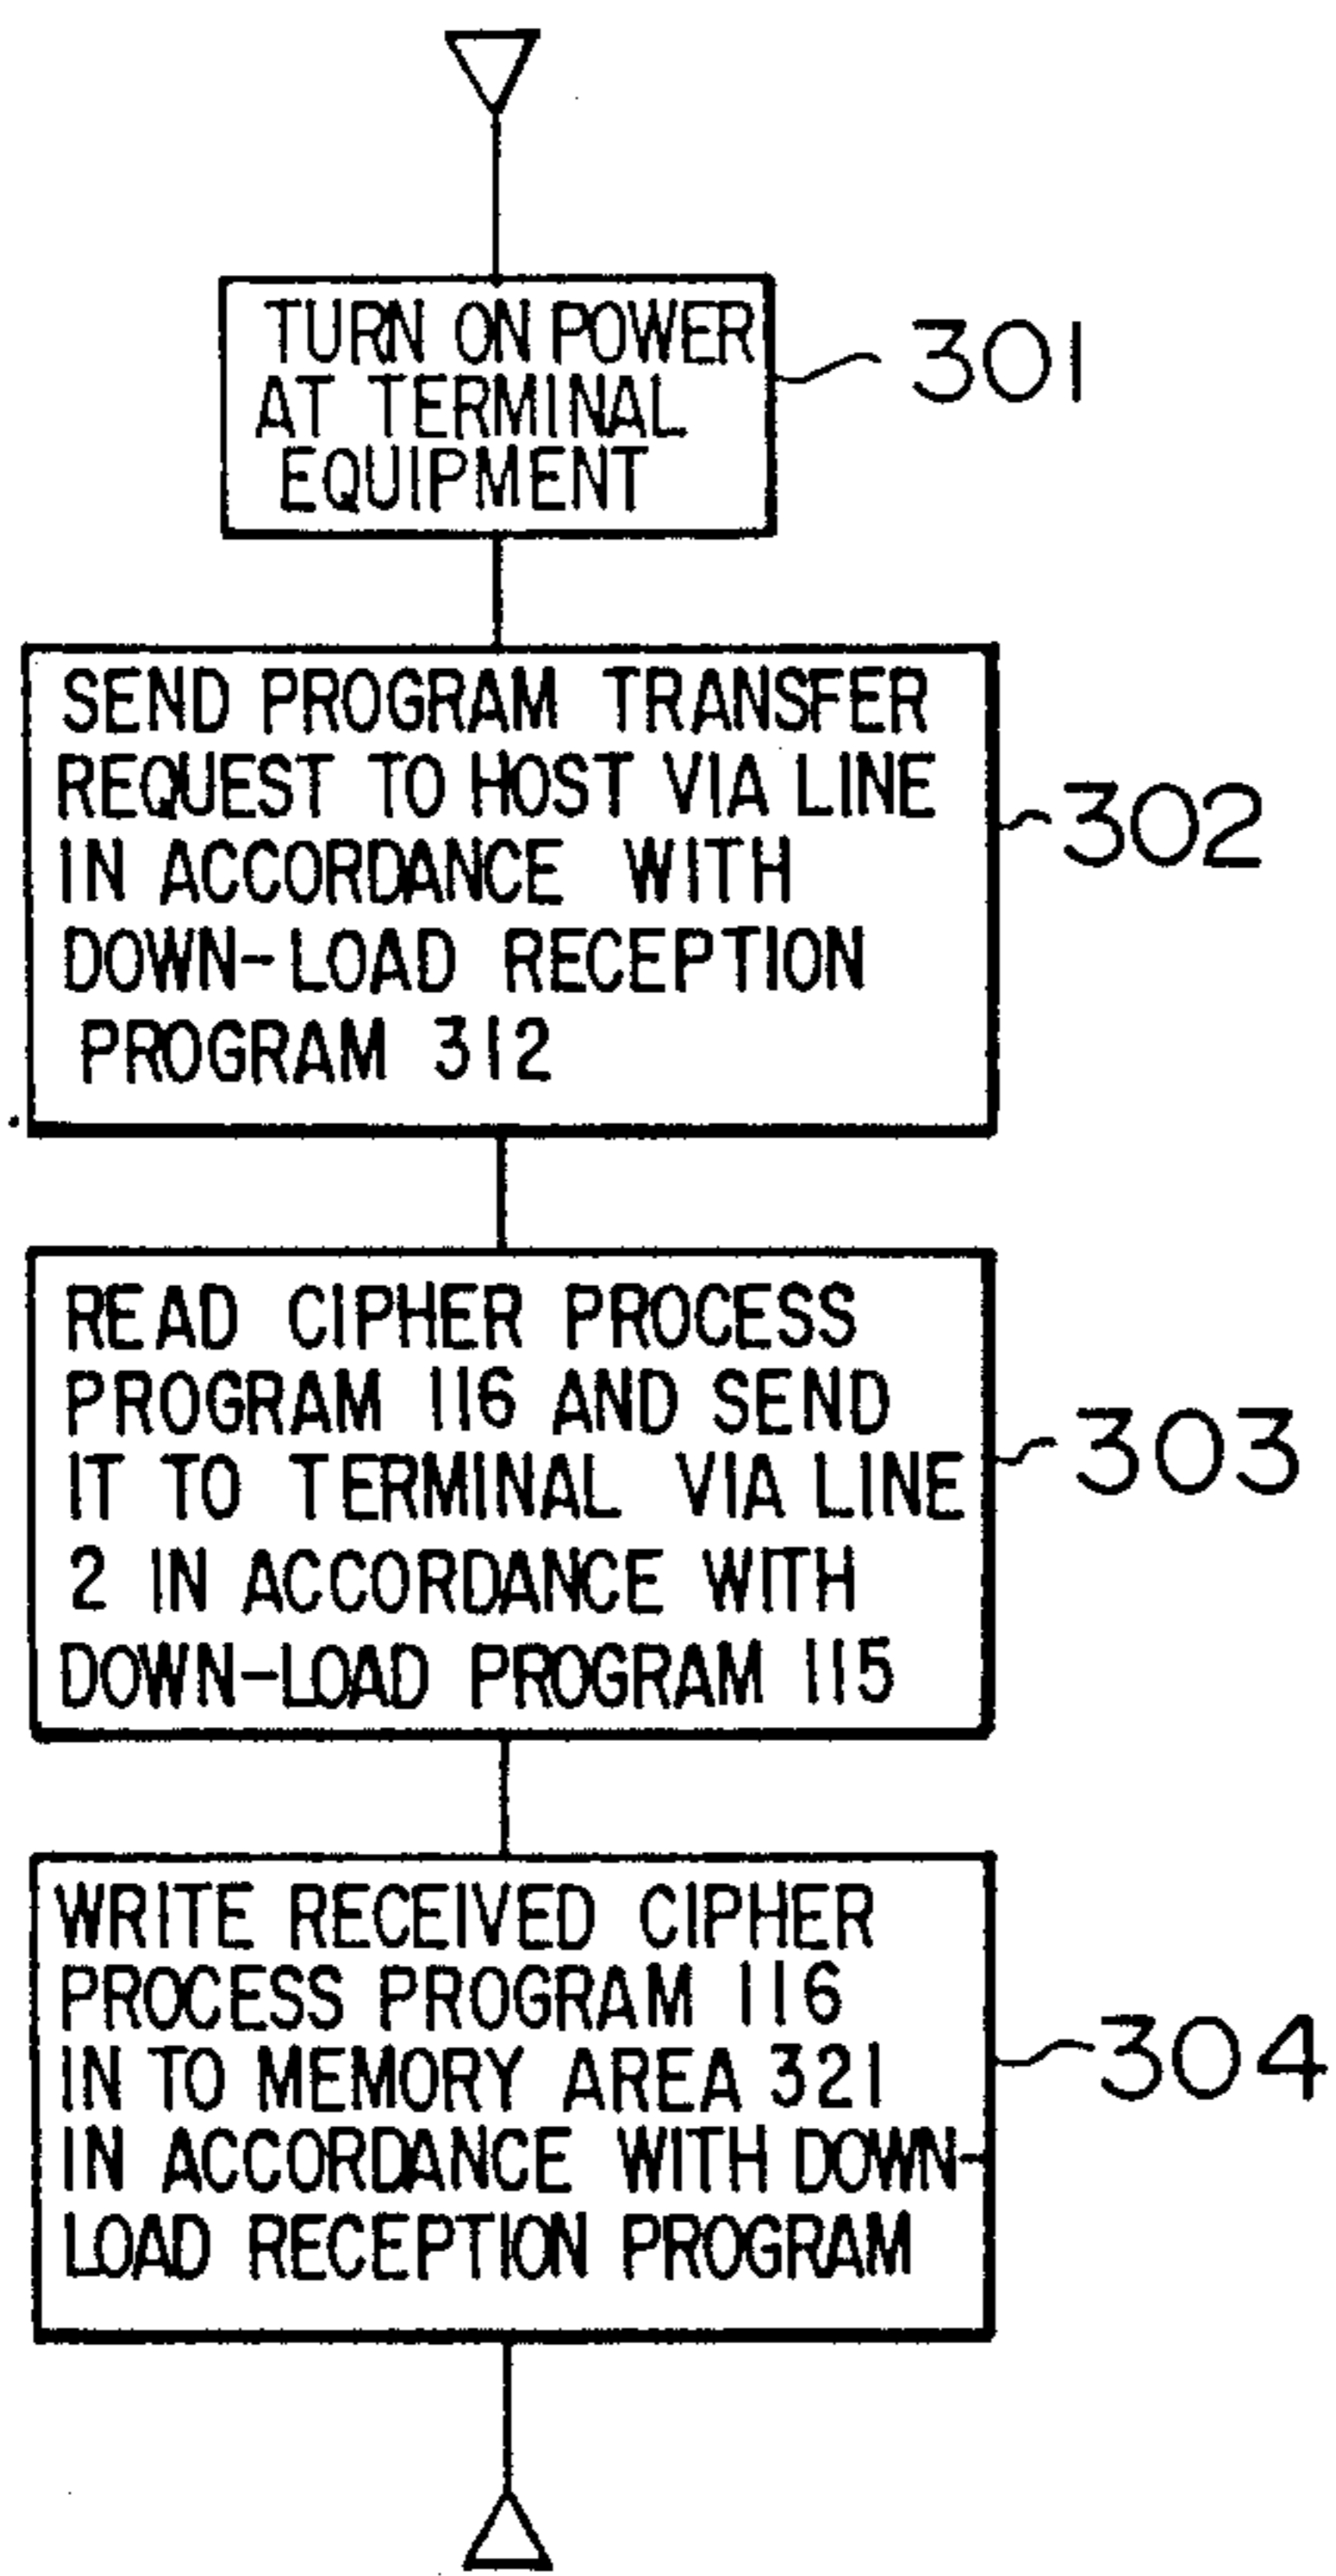 TURN ON POWER
AT TERMINAL
EQUIPMENT
301
SEND PROGRAM TRANSFER
REQUEST TO HOST VIA LINE
IN ACCORDANCE WITH
DOWN-LOAD RECEPTION
PROGRAM 312
302
READ CIPHER PROCESS
PROGRAM 116 AND SEND
IT TO TERMINAL VIA LINE
2 IN ACCORDANCE WITH
DOWN-LOAD PROGRAM 115
303
WRITE RECEIVED CIPHER
PROCESS PROGRAM 116
IN TO MEMORY AREA 321
IN ACCORDANCE WITH DOWN-
LOAD RECEPTION PROGRAM
304